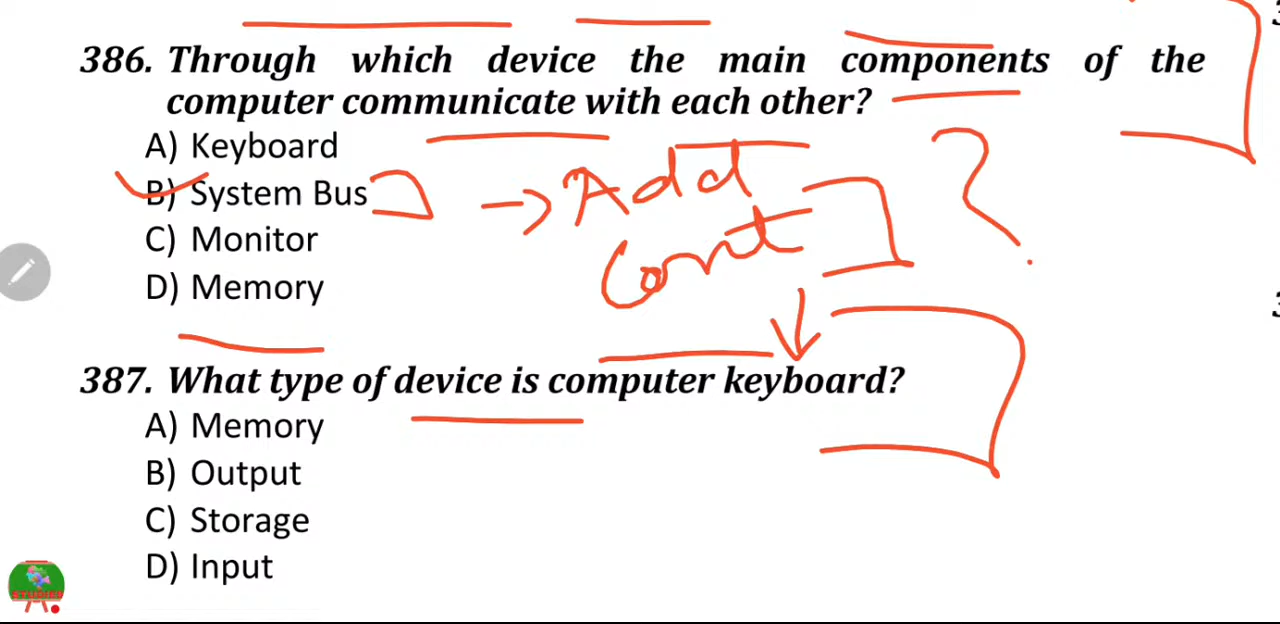 386. Through which device the main components of the
computer communicate with each other?
A) Keyboard
B) System Bus
C) Monitor
D) Memory
Add
Cont
387. What type of device is computer keyboard?
A) Memory
B) Output
C) Storage
D) Input
STUDIES